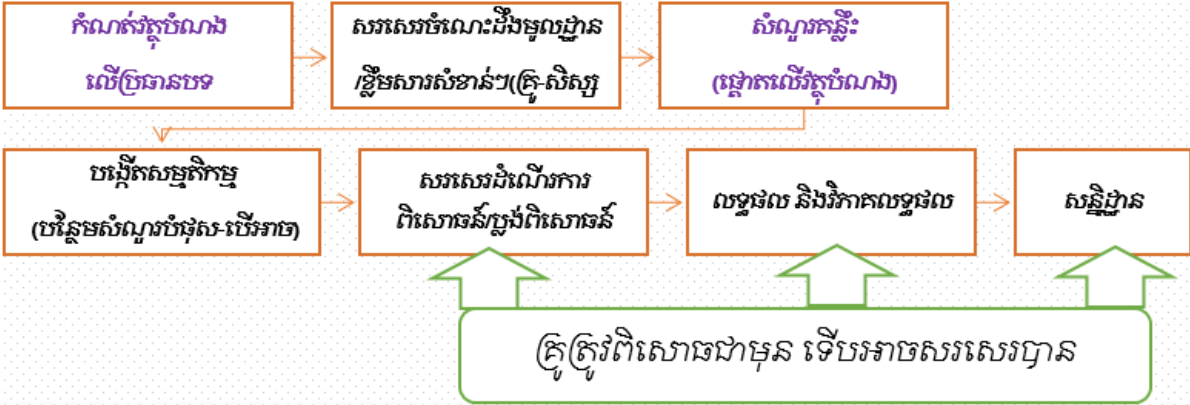 កំណត់វត្ថុបំណង
លើប្រធានបទ
សរសេរចំណេះដឹងមូលដ្ឋាន
/ខ្លឹមសារសំខាន់ៗ(គ្រូ-សិស្ស
សំណួរគន្លឹះ
(ផ្តោតលើវត្ថុបំណង)
បង្កើតសម្មតិកម្ម
(បន្ថែមសំណួរបំផុស-បើអាច)
សរសេរដំណើរការ
ពិសោធន៍/ប្លង់ពិសោធន៍
លទ្ធផល និងវិភាគលទ្ធផល
សន្និដ្ឋាន
គ្រូត្រូវពិសោធជាមុន ទើបអាចសរសេរបាន